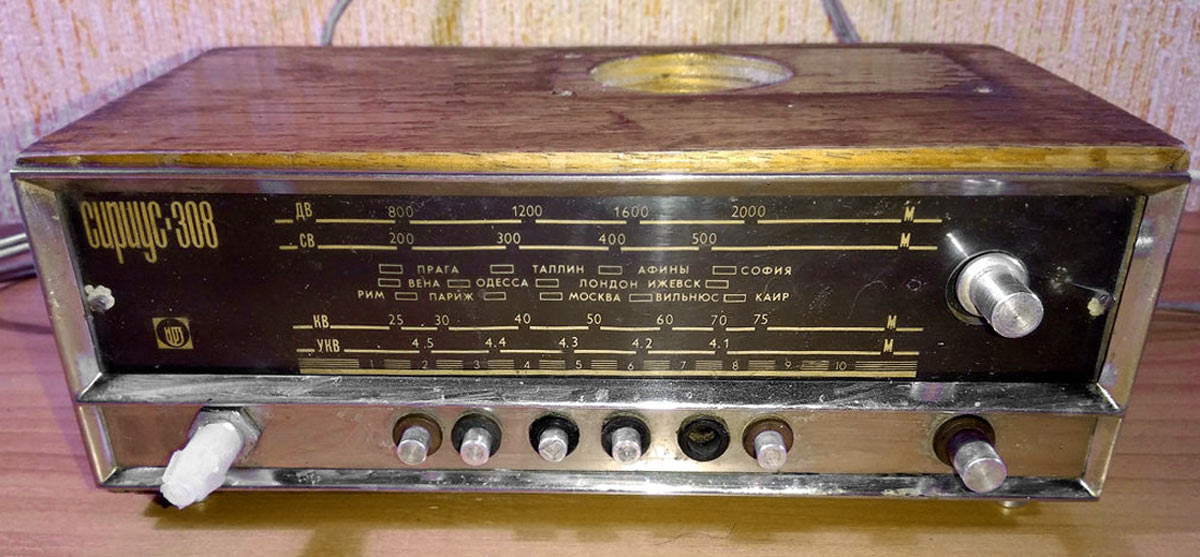 СИРИУС-308
ДВ 800 1200 1600 2000 М
СВ 200 300 400 500 М
ПРАГА ТАЛЛИН АФИНЫ СОФИЯ
ВЕНА ОДЕССА ЛОНДОН ИЖЕВСК
РИМ ПАРИЖ МОСКВА ВИЛЬНЮС КАИР
КВ 25 30 40 50 60 70 75 М
УКВ 4.5 4.4 4.3 4.2 4.1 М
1 2 3 4 5 6 7 8 9 10